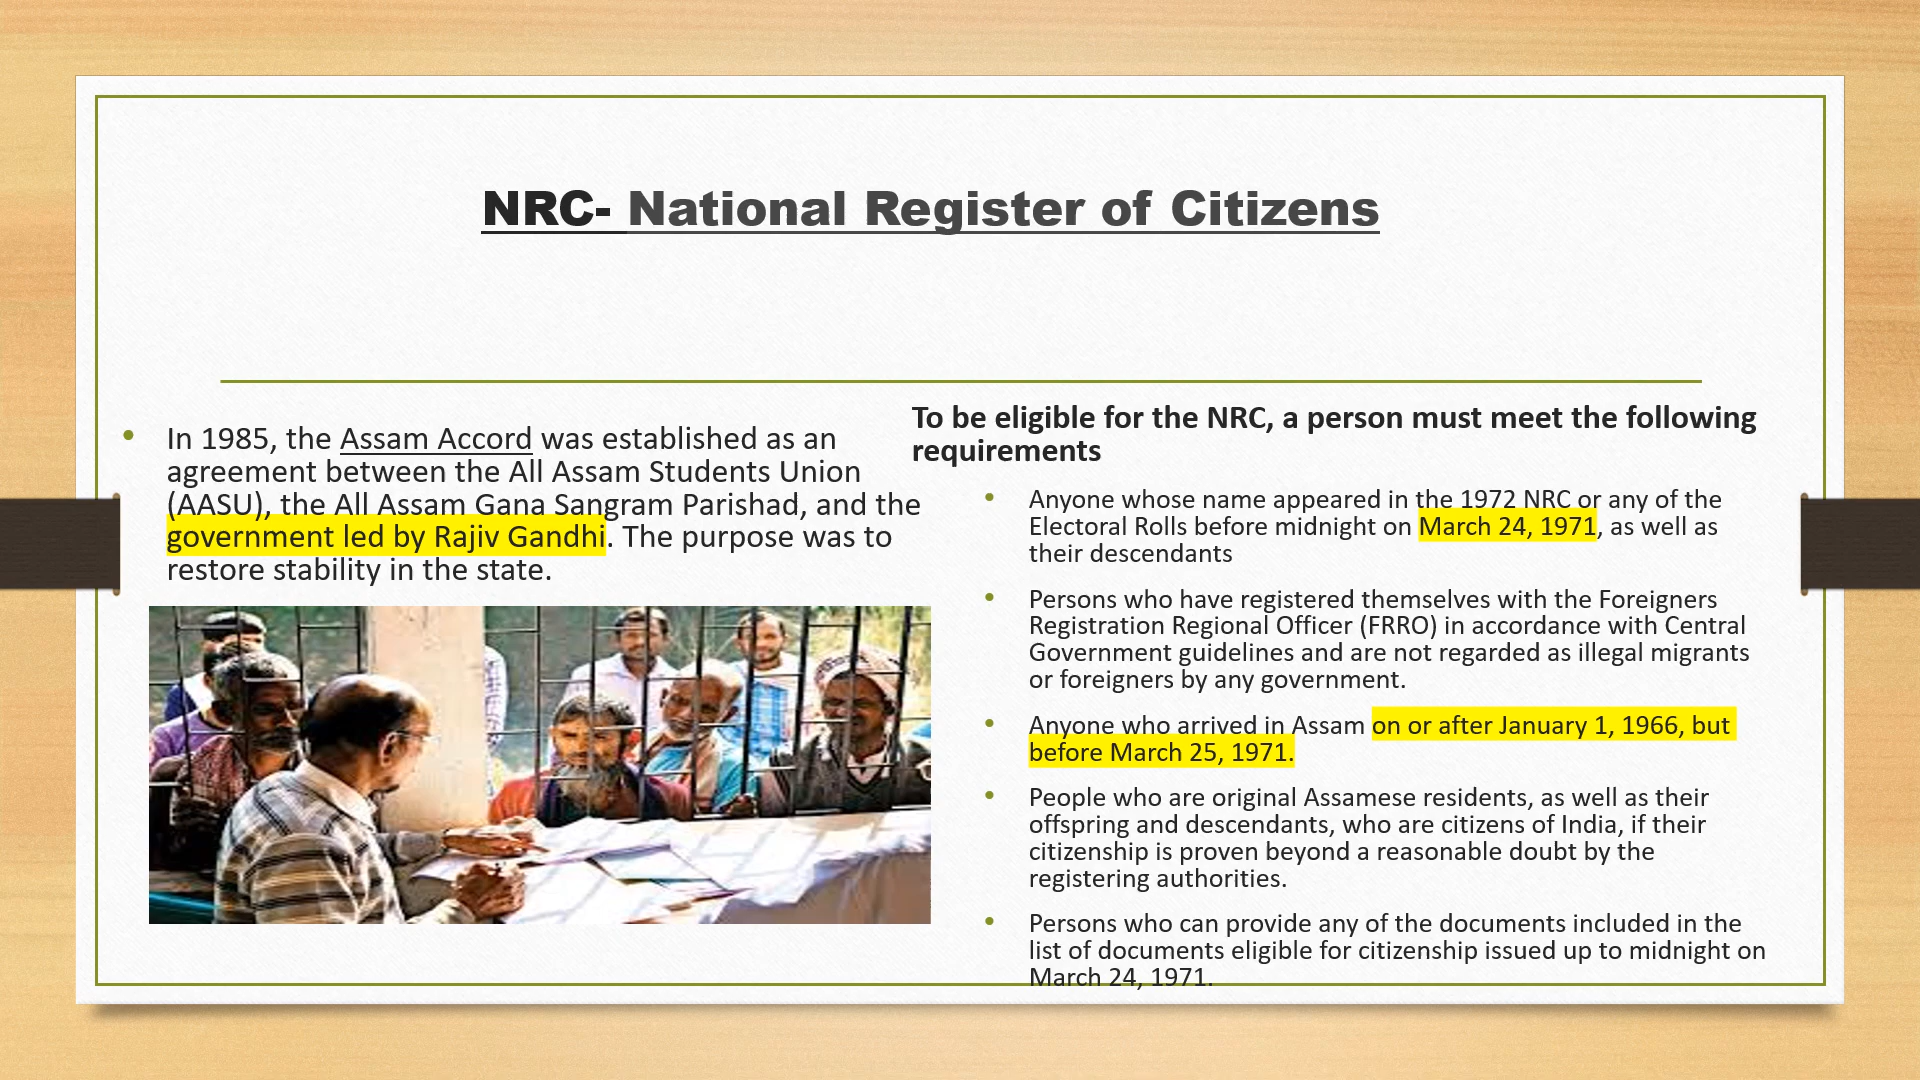 NRC- National Register of Citizens
In 1985, the Assam Accord was established as an
agreement between the All Assam Students Union
(AASU), the All Assam Gana Sangram Parishad, and the
government led by Rajiv Gandhi. The purpose was to
restore stability in the state.
To be eligible for the NRC, a person must meet the following
requirements
Anyone whose name appeared in the 1972 NRC or any of the
Electoral Rolls before midnight on March 24, 1971, as well as
their descendants
Persons who have registered themselves with the Foreigners
Registration Regional Officer (FRRO) in accordance with Central
Government guidelines and are not regarded as illegal migrants
or foreigners by any government.
Anyone who arrived in Assam on or after January 1, 1966, but
before March 25, 1971.
People who are original Assamese residents, as well as their
offspring and descendants, who are citizens of India, if their
citizenship is proven beyond a reasonable doubt by the
registering authorities.
Persons who can provide any of the documents included in the
list of documents eligible for citizenship issued up to midnight on
March 24, 1971.